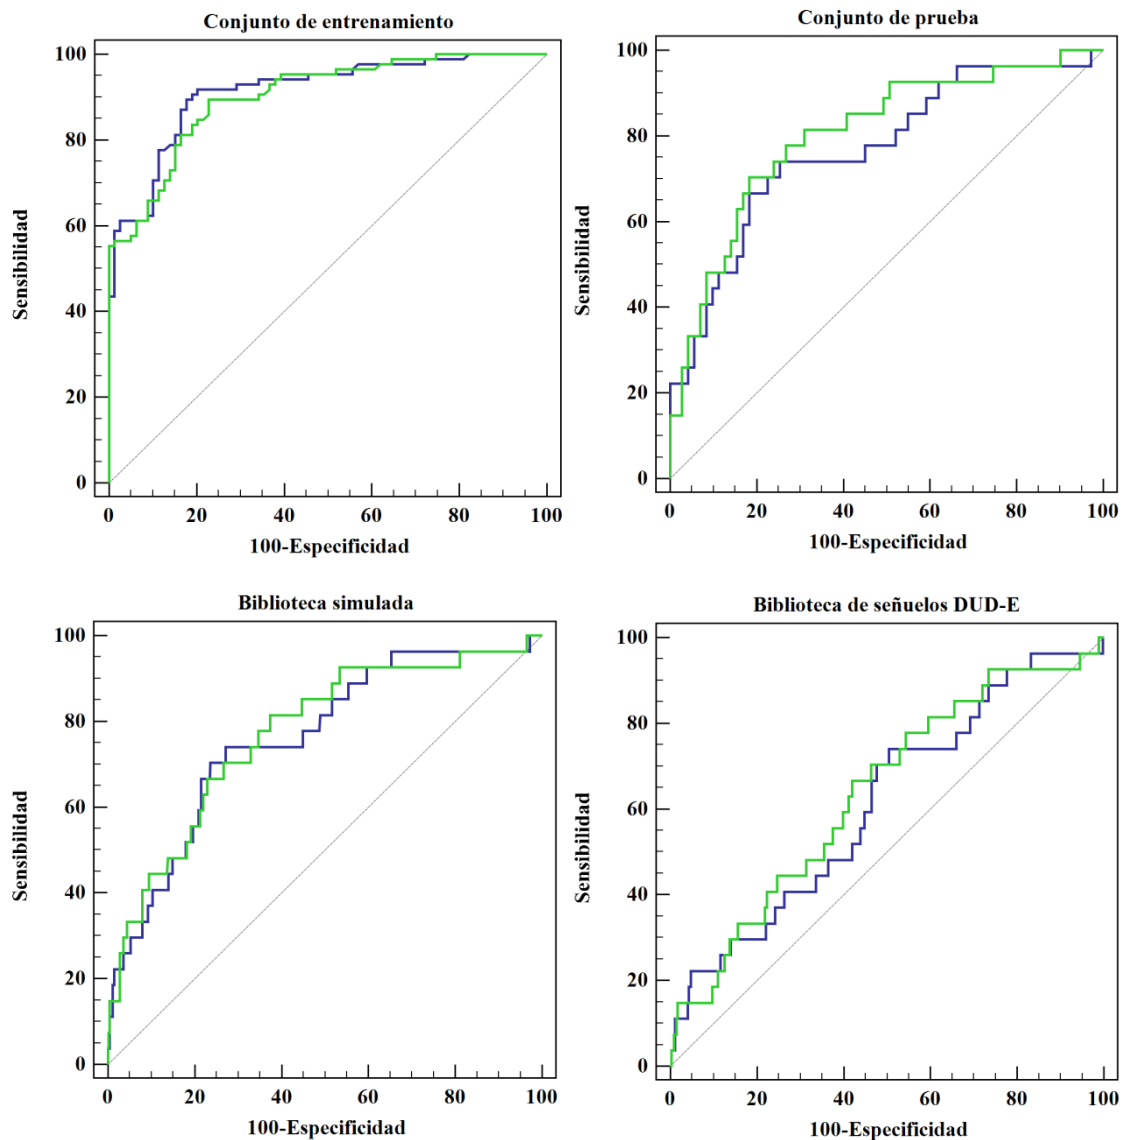 Conjunto de entrenamiento
100
80
60
40
20
0
Sensibilidad
0 20 40 60 80 100
100-Especificidad
Conjunto de prueba
100
80
60
40
20
0
Sensibilidad
0 20 40 60 80 100
100-Especificidad
Biblioteca simulada
100
80
60
40
20
0
Sensibilidad
0 20 40 60 80 100
100-Especificidad
Biblioteca de señuelos DUD-E
100
80
60
40
20
0
Sensibilidad
0 20 40 60 80 100
100-Especificidad